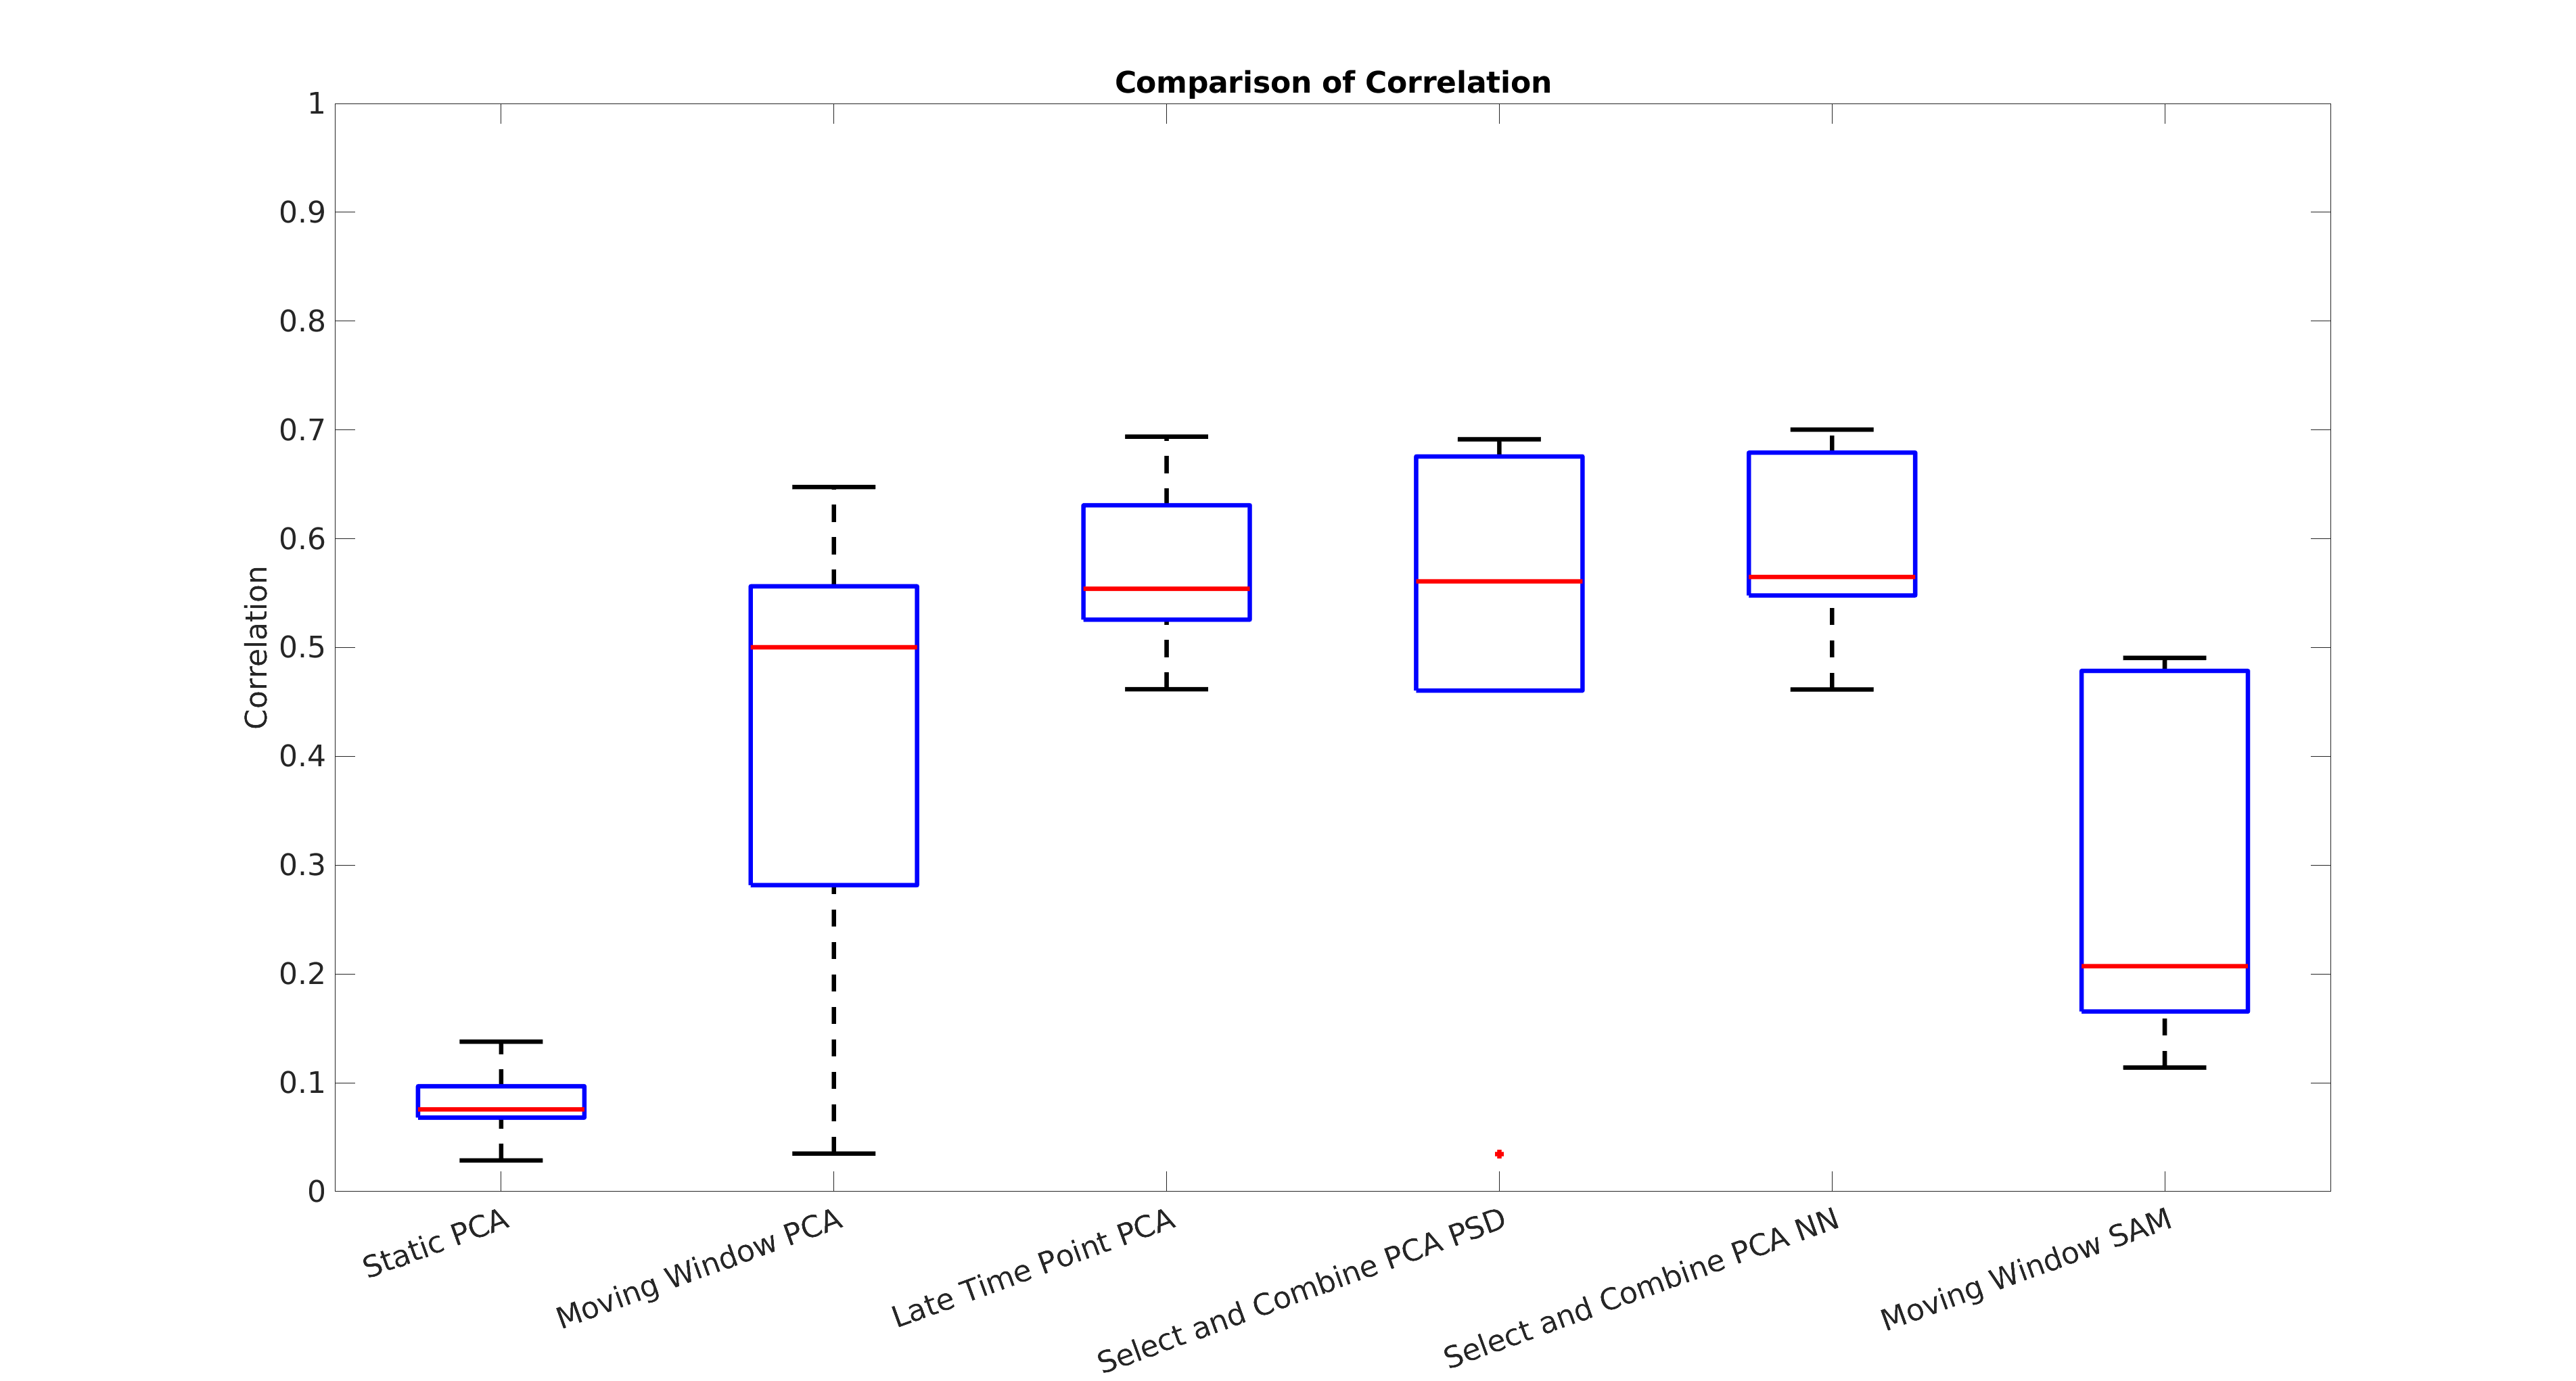 Comparison of Correlation
1
0.9
0.8
0.7
0.6
0.5
0.4
0.3
0.2
0.1
0
Correlation
Static PCA
Moving Window PCA
Late Time Point PCA
Select and Combine PCA PSD
Select and Combine PCA NN
Moving Window SAM